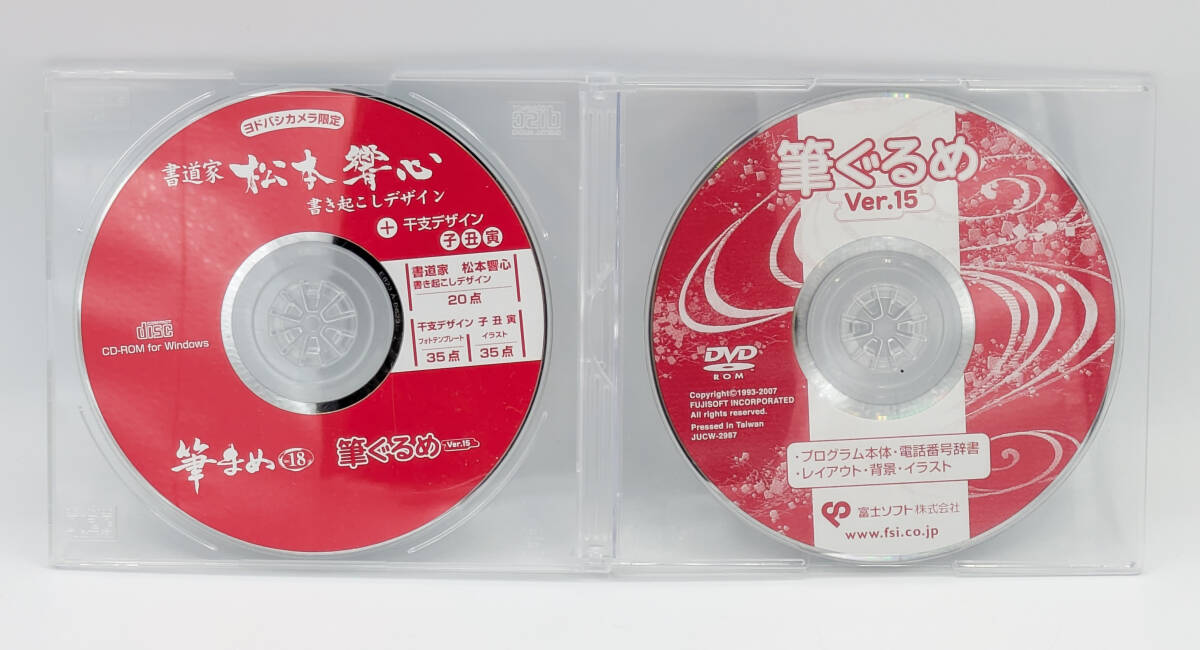 ヨドバシカメラ限定
書道家 松本響心
書き起こしデザイン
+ 干支デザイン
子 丑 寅
書道家 松本響心
書き起こしデザイン
20点
干支デザイン 子 丑 寅
フォトテンプレート イラスト
35点 35点
COMPACT
disc
CD-ROM for Windows
筆まめ Ver.18
筆ぐるめ Ver.15
筆ぐるめ
Ver.15
DVD
ROM
Copyright©1993-2007
FUJISOFT INCORPORATED
All rights reserved.
Pressed in Taiwan
JUCW-2987
・プログラム本体・電話番号辞書
・レイアウト・背景・イラスト
富士ソフト株式会社
www.fsi.co.jp